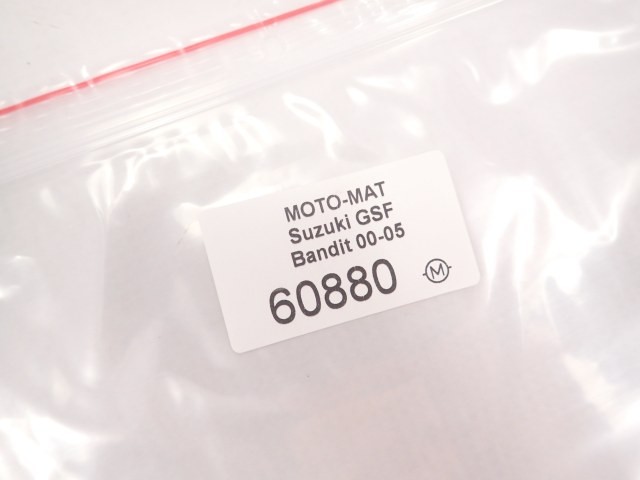 MOTO-MAT
Suzuki GSF
Bandit 00-05
60880
M